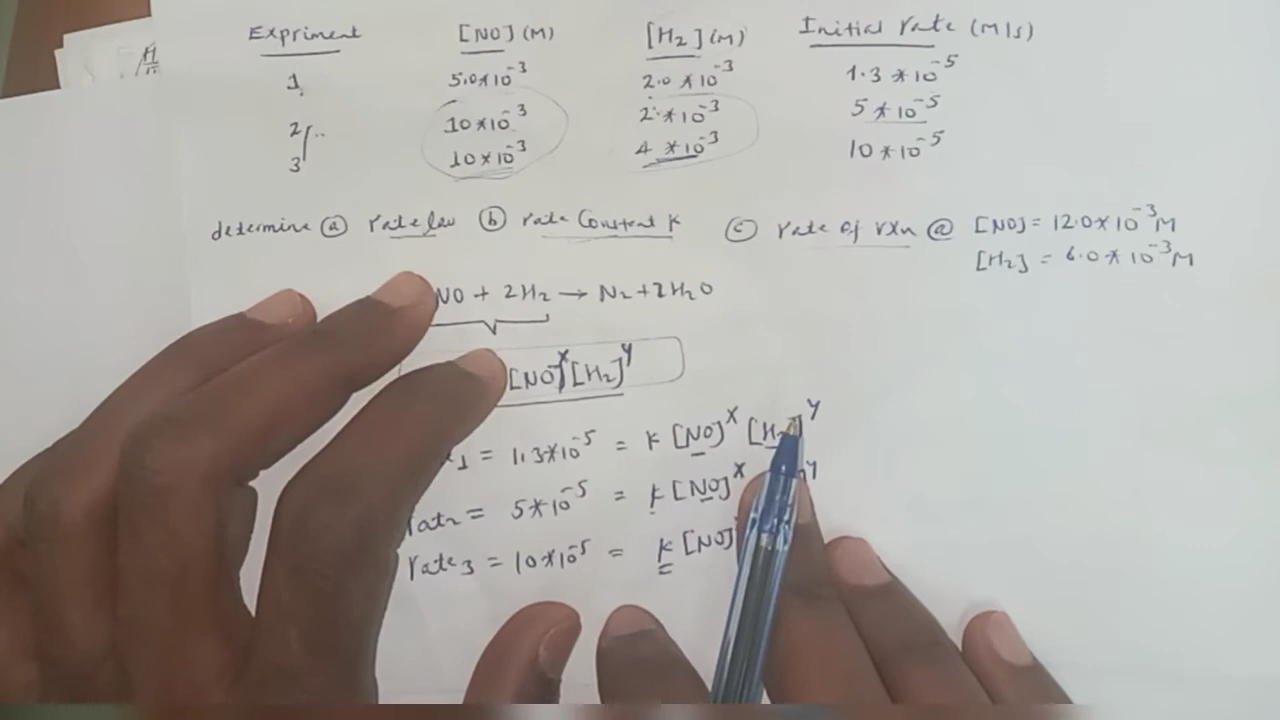 Expriment [NO] (M) [H₂] (M) Initial rate (M/s)
1 5.0*10⁻³ 2.0 *10⁻³ 1.3 *10⁻⁵
2 10*10⁻³ 2*10⁻³ 5*10⁻⁵
3 10*10⁻³ 4 *10⁻³ 10*10⁻⁵
determine ⓐ rate law ⓑ rate Constant k ⓒ rate of rxn @ [NO] = 12.0*10⁻³M
[H₂] = 6.0*10⁻³M
NO + 2H₂ → N₂+2H₂O
[NO]ˣ[H₂]ʸ
1 = 1.3*10⁻⁵ = k [NO]ˣ [H₂]ʸ
rate₂ = 5*10⁻⁵ = k [NO]ˣ y
rate₃ = 10*10⁻⁵ = k [NO]